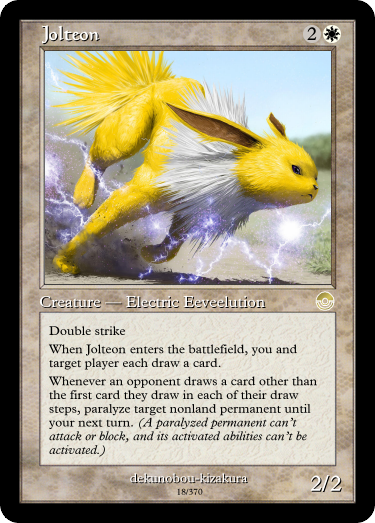 Jolteon 2
Creature — Electric Eeveelution
Double strike
When Jolteon enters the battlefield, you and
target player each draw a card.
Whenever an opponent draws a card other than
the first card they draw in each of their draw
steps, paralyze target nonland permanent until
your next turn. (A paralyzed permanent can't
attack or block, and its activated abilities can't be
activated.)
dekunobou-kizakura
18/370
2/2